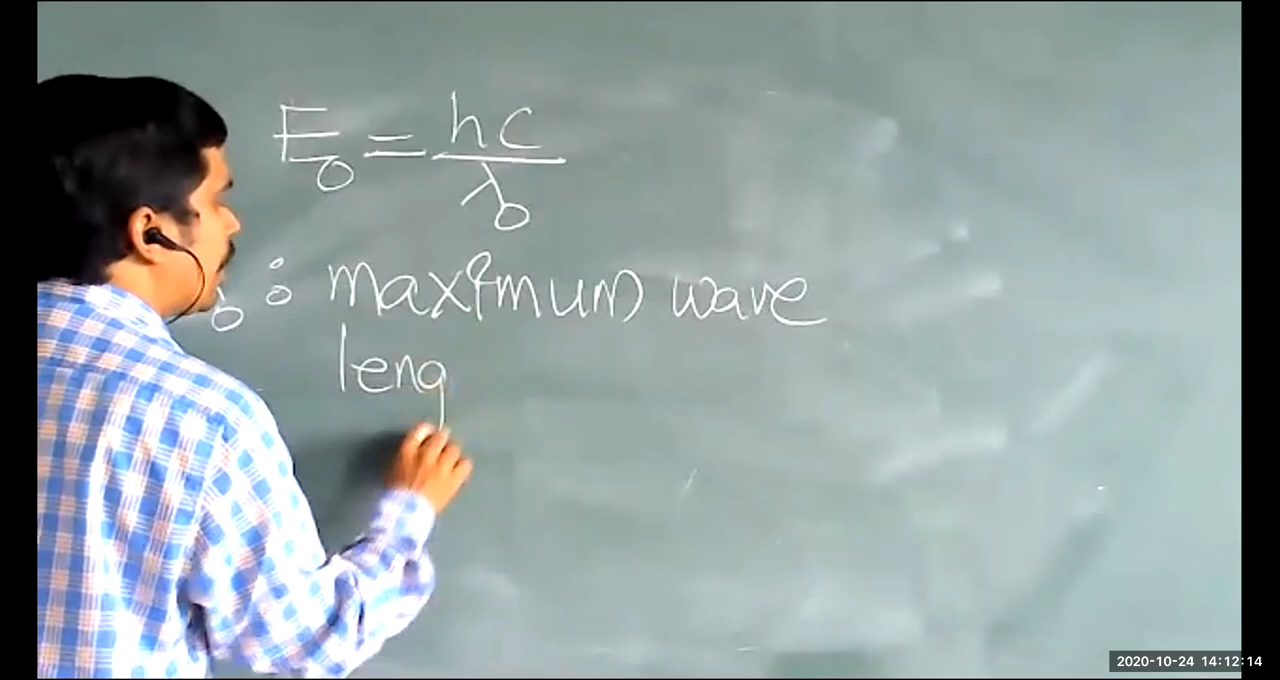 E₀ = hc/λ₀
λ₀ : maximum wave
leng
2020-10-24 14:12:14